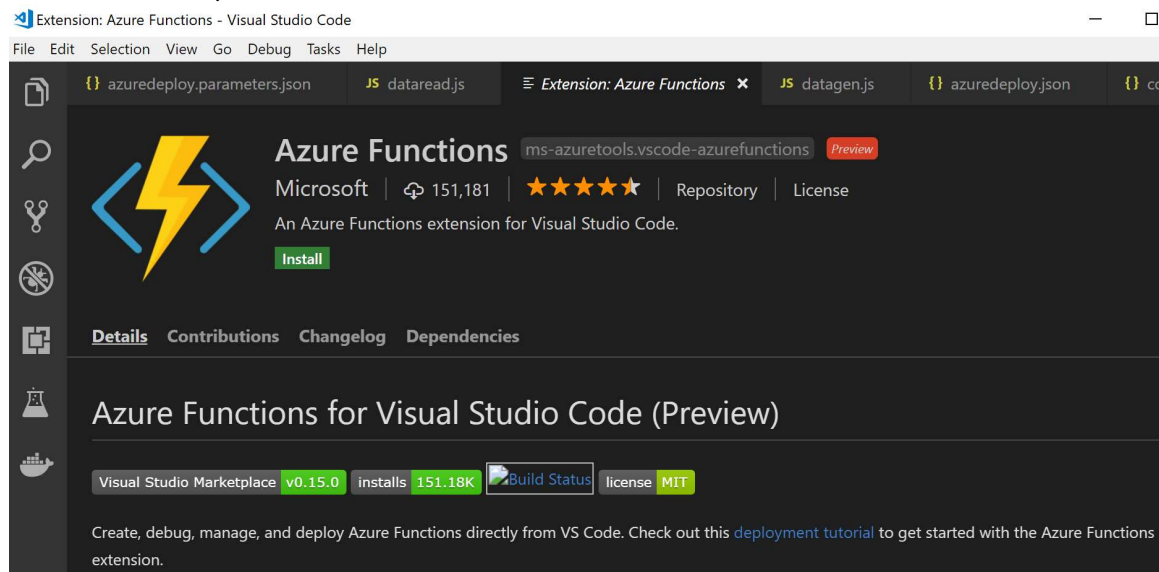 Extension: Azure Functions - Visual Studio Code
File Edit Selection View Go Debug Tasks Help
{} azuredeploy.parameters.json JS dataread.js Extension: Azure Functions × JS datagen.js {} azuredeploy.json {}
Azure Functions ms-azuretools.vscode-azurefunctions Preview
Microsoft 151,181 Repository License
An Azure Functions extension for Visual Studio Code.
Install
Details Contributions Changelog Dependencies
Azure Functions for Visual Studio Code (Preview)
Visual Studio Marketplace v0.15.0 installs 151.18K Build Status license MIT
Create, debug, manage, and deploy Azure Functions directly from VS Code. Check out this deployment tutorial to get started with the Azure Functions
extension.